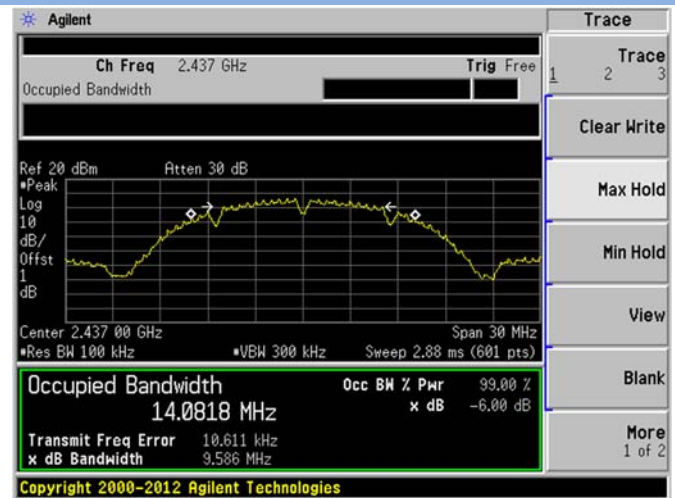 Agilent
Trace
Ch Freq 2.437 GHz Trig Free
Occupied Bandwidth
Trace
1 2 3
Clear Write
Max Hold
Min Hold
View
Blank
More
1 of 2
Ref 20 dBm Atten 30 dB
Peak
Log
10
dB/
Offst
1
dB
Center 2.437 00 GHz Span 30 MHz
Res BW 100 kHz VBW 300 kHz Sweep 2.88 ms (601 pts)
Occupied Bandwidth
14.0818 MHz
Occ BW % Pwr 99.00 %
x dB -6.00 dB
Transmit Freq Error 10.611 kHz
x dB Bandwidth 9.586 MHz
Copyright 2000-2012 Agilent Technologies